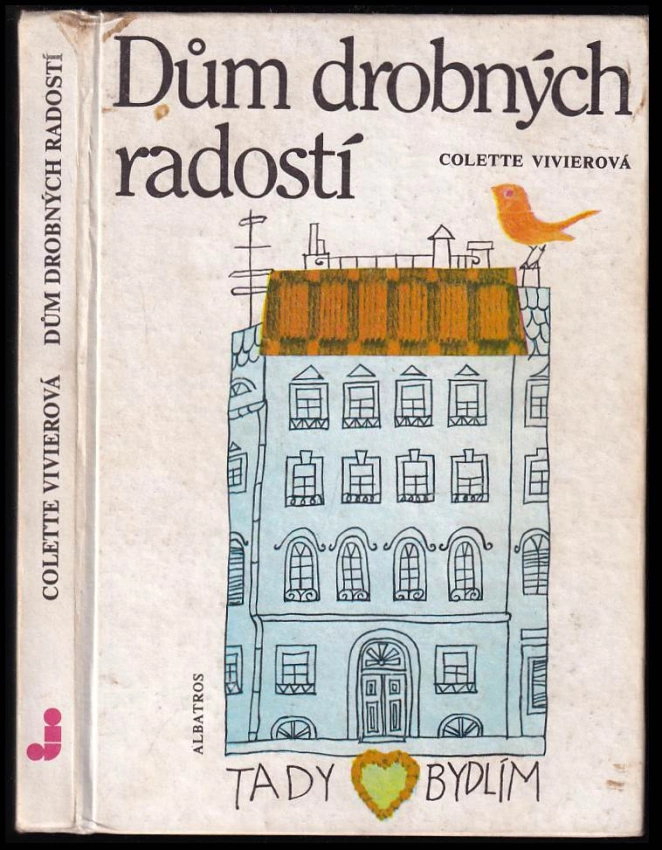 COLETTE VIVIEROVÁ DŮM DROBNÝCH RADOSTÍ
Dům drobných
radostí
COLETTE VIVIEROVÁ
ALBATROS
TADY BYDLÍM